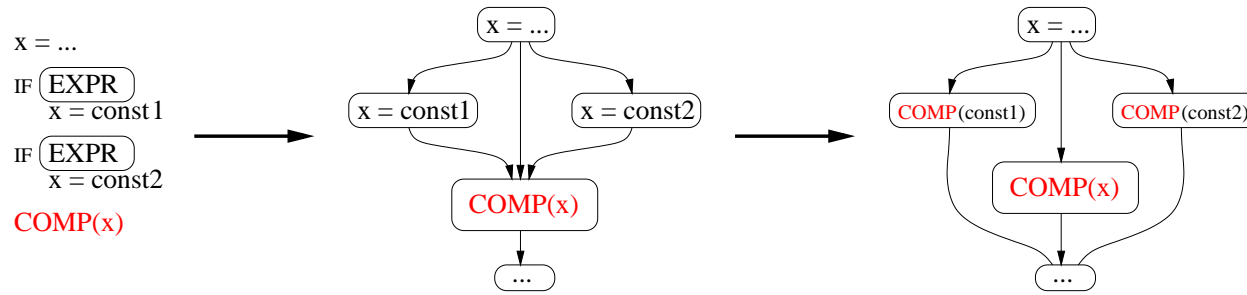 x = ...
IF EXPR
x = const1
IF EXPR
x = const2
COMP(x)
x = ...
x = const1
x = const2
COMP(x)
...
x = ...
COMP(const1)
COMP(const2)
COMP(x)
...